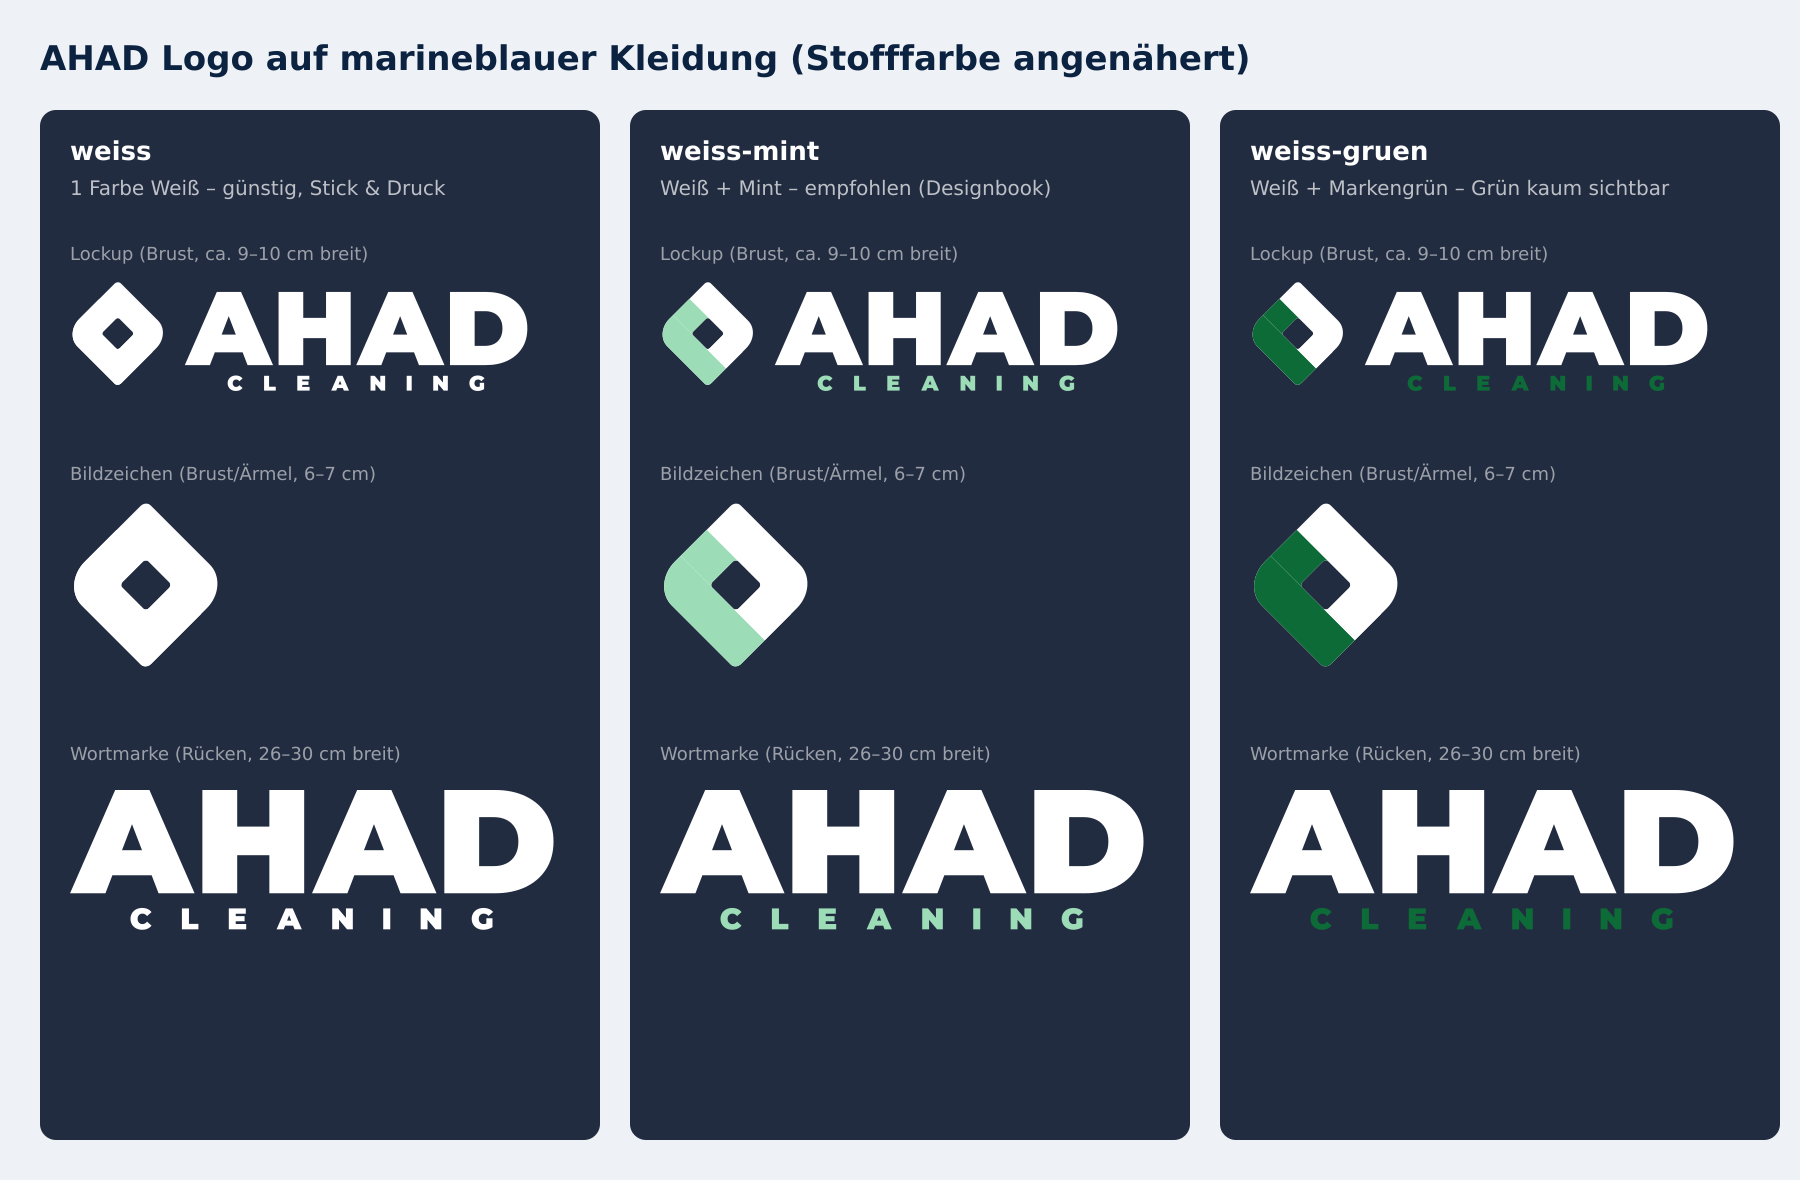 AHAD Logo auf marineblauer Kleidung (Stofffarbe angenähert)
weiss
1 Farbe Weiß – günstig, Stick & Druck
Lockup (Brust, ca. 9–10 cm breit)
AHAD
CLEANING
Bildzeichen (Brust/Ärmel, 6–7 cm)
Wortmarke (Rücken, 26–30 cm breit)
AHAD
CLEANING
weiss-mint
Weiß + Mint – empfohlen (Designbook)
Lockup (Brust, ca. 9–10 cm breit)
AHAD
CLEANING
Bildzeichen (Brust/Ärmel, 6–7 cm)
Wortmarke (Rücken, 26–30 cm breit)
AHAD
CLEANING
weiss-gruen
Weiß + Markengrün – Grün kaum sichtbar
Lockup (Brust, ca. 9–10 cm breit)
AHAD
CLEANING
Bildzeichen (Brust/Ärmel, 6–7 cm)
Wortmarke (Rücken, 26–30 cm breit)
AHAD
CLEANING